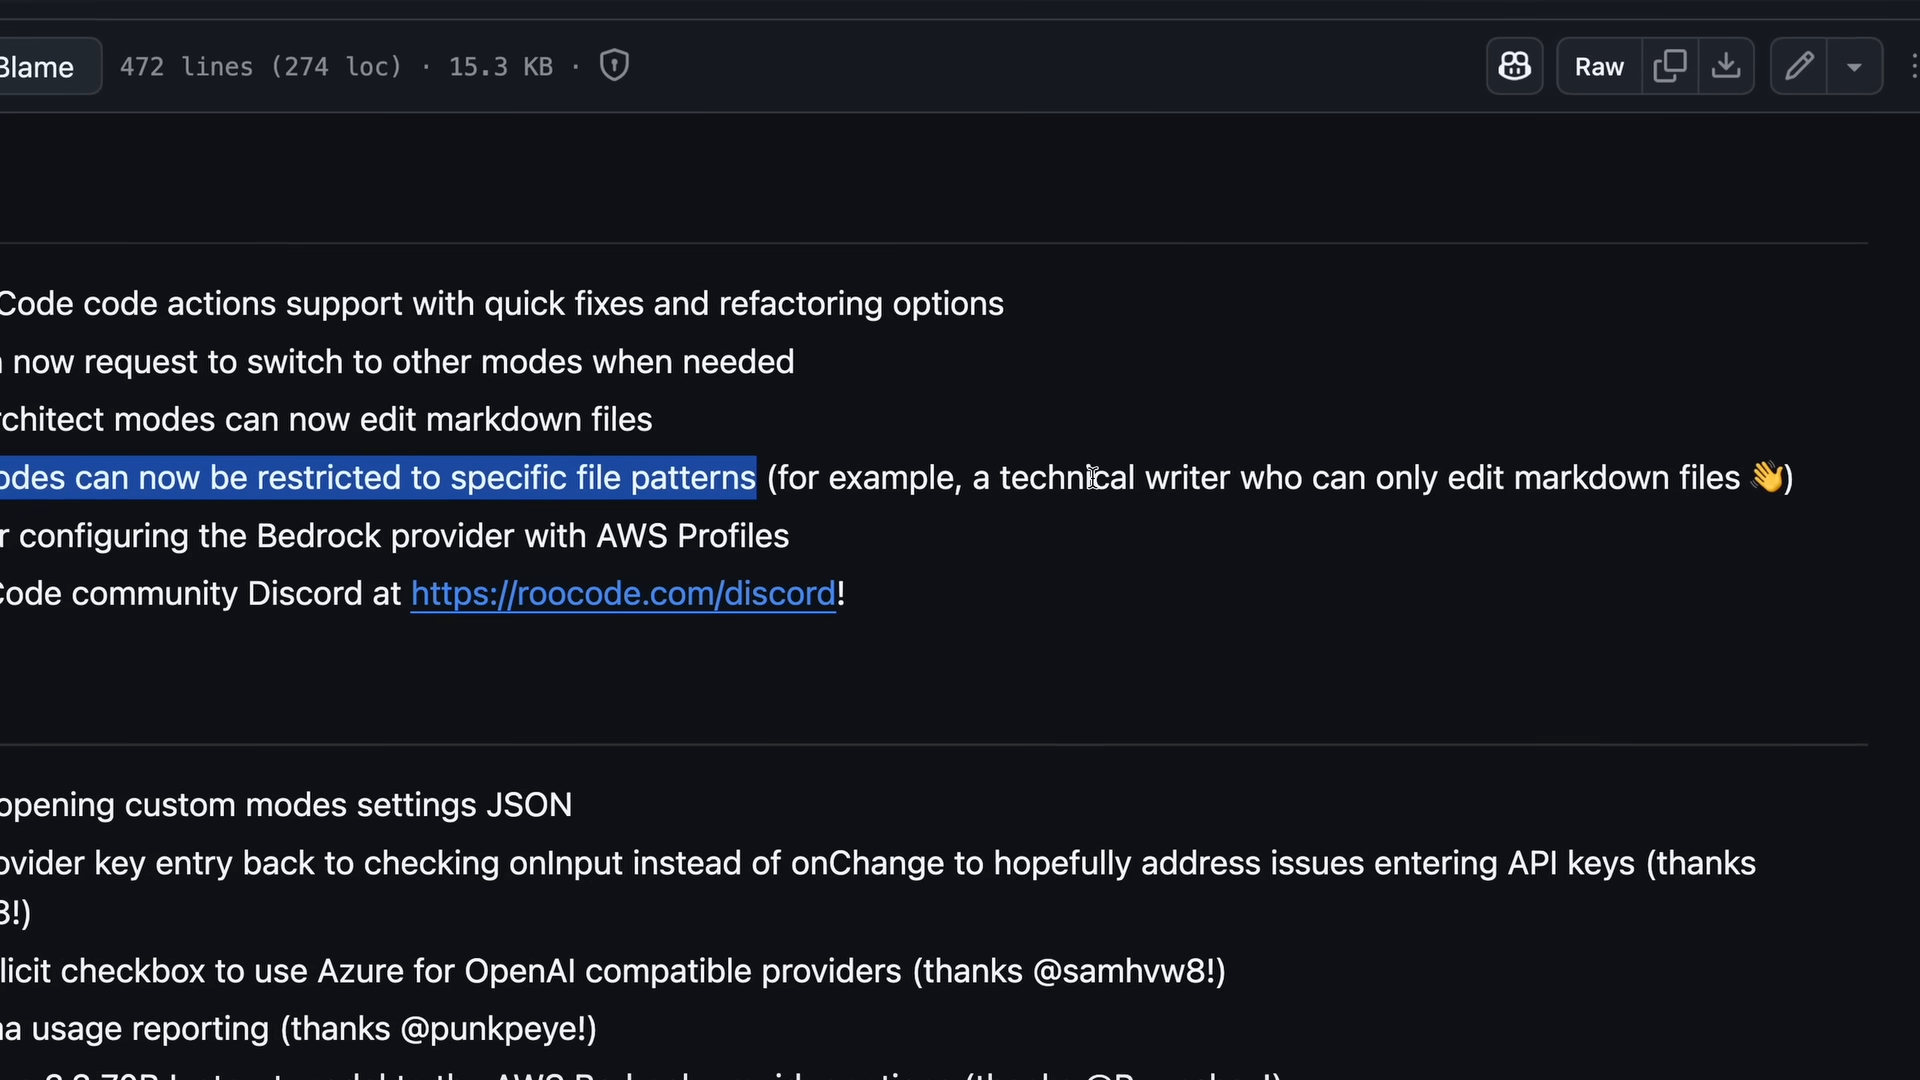 Blame 472 lines (274 loc) · 15.3 KB · Raw
Code code actions support with quick fixes and refactoring options
now request to switch to other modes when needed
rchitect modes can now edit markdown files
odes can now be restricted to specific file patterns (for example, a technical writer who can only edit markdown files 👋)
r configuring the Bedrock provider with AWS Profiles
Code community Discord at https://roocode.com/discord!
opening custom modes settings JSON
ovider key entry back to checking onInput instead of onChange to hopefully address issues entering API keys (thanks
8!)
licit checkbox to use Azure for OpenAI compatible providers (thanks @samhvw8!)
na usage reporting (thanks @punkpeye!)